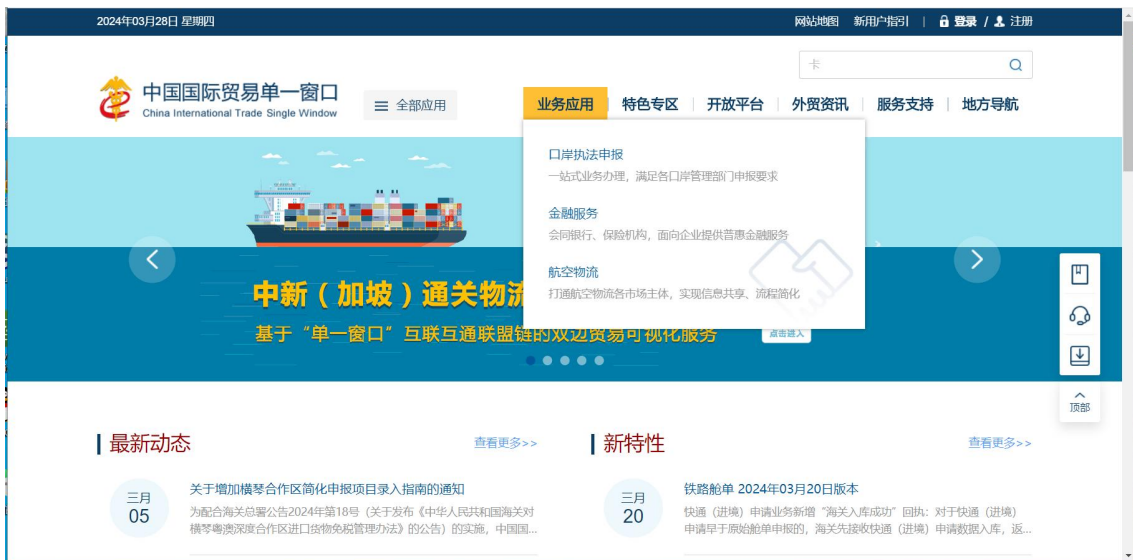 2024年03月28日 星期四
网站地图 新用户指引 | 登录 / 注册
卡
中国国际贸易单一窗口
China International Trade Single Window
全部应用
业务应用 | 特色专区 | 开放平台 | 外贸资讯 | 服务支持 | 地方导航
口岸执法申报
一站式业务办理，满足各口岸管理部门申报要求
金融服务
会同银行、保险机构，面向企业提供普惠金融服务
航空物流
打通航空物流各市场主体，实现信息共享、流程简化
中新（加坡）通关物流
基于“单一窗口”互联互通联盟链的双边贸易可视化服务
点击进入
顶部
最新动态
查看更多>>
三月
05
关于增加横琴合作区简化申报项目录入指南的通知
为配合海关总署公告2024年第18号（关于发布《中华人民共和国海关对
横琴粤澳深度合作区进口货物免税管理办法》的公告）的实施，中国国...
新特性
查看更多>>
三月
20
铁路舱单 2024年03月20日版本
快通（进境）申请业务新增“海关入库成功”回执：对于快通（进境）
申请早于原始舱单申报的，海关先接收快通（进境）申请数据入库，返...